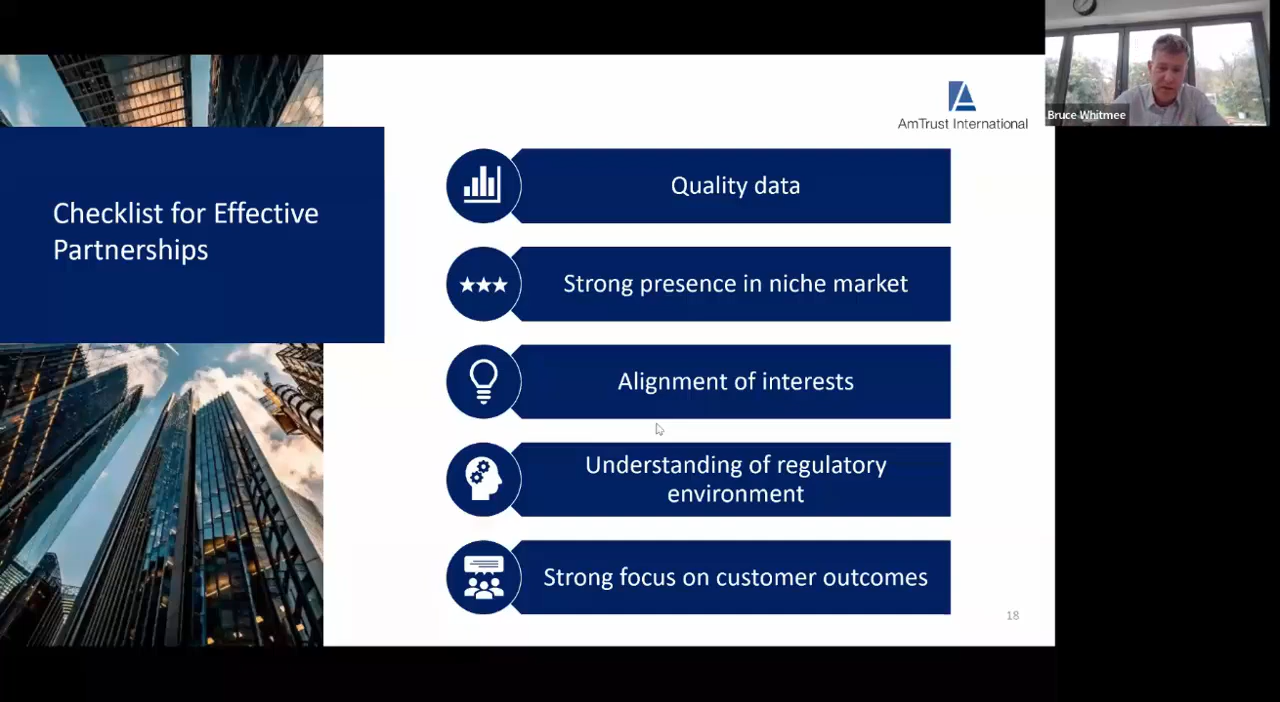 AmTrust International
Bruce Whitmee
Checklist for Effective
Partnerships
Quality data
Strong presence in niche market
Alignment of interests
Understanding of regulatory
environment
Strong focus on customer outcomes
18